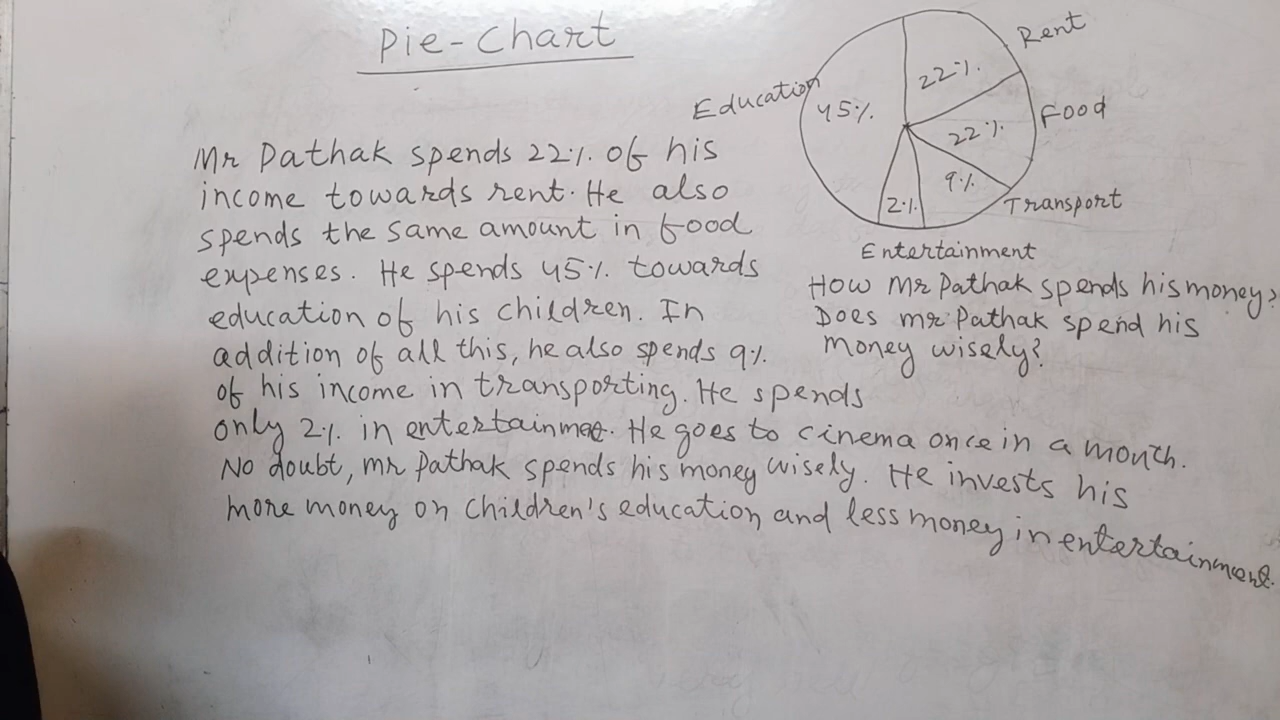 Pie-Chart
Education
45%
22%
Rent
22%
Food
9%
Transport
2%
Entertainment
Mr Pathak spends 22% of his
income towards rent. He also
spends the same amount in food
expenses. He spends 45% towards
education of his children. In
addition of all this, he also spends 9%
of his income in transporting. He spends
only 2% in entertainment. He goes to cinema once in a month.
No doubt, Mr Pathak spends his money wisely. He invests his
more money on children's education and less money in entertainment.
How Mr Pathak spends his money?
Does Mr Pathak spend his
money wisely?